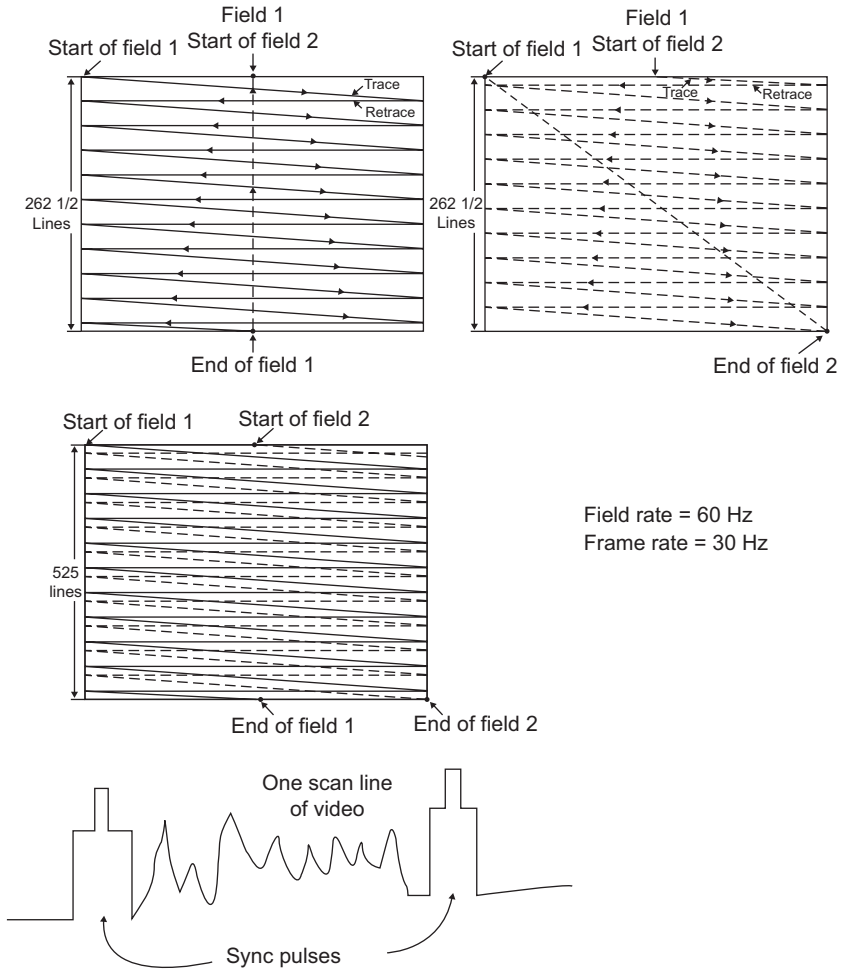 Field 1
Start of field 1
Start of field 2
Trace
Retrace
262 1/2
Lines
End of field 1
Field 1
Start of field 1
Start of field 2
Trace
Retrace
262 1/2
Lines
End of field 2
Start of field 1
Start of field 2
525
lines
End of field 1
End of field 2
Field rate = 60 Hz
Frame rate = 30 Hz
One scan line
of video
Sync pulses